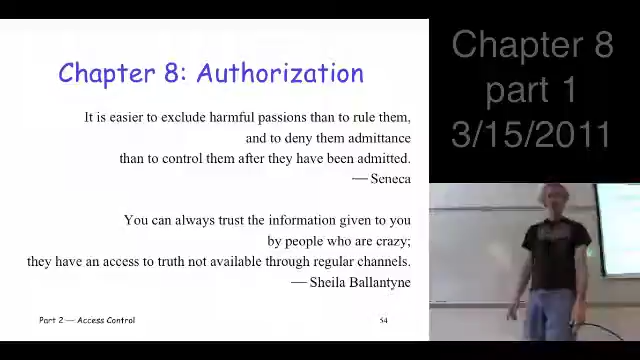 Chapter 8: Authorization
It is easier to exclude harmful passions than to rule them,
and to deny them admittance
than to control them after they have been admitted.
— Seneca
You can always trust the information given to you
by people who are crazy;
they have an access to truth not available through regular channels.
— Sheila Ballantyne
Part 2 — Access Control
54
Chapter 8
part 1
3/15/2011